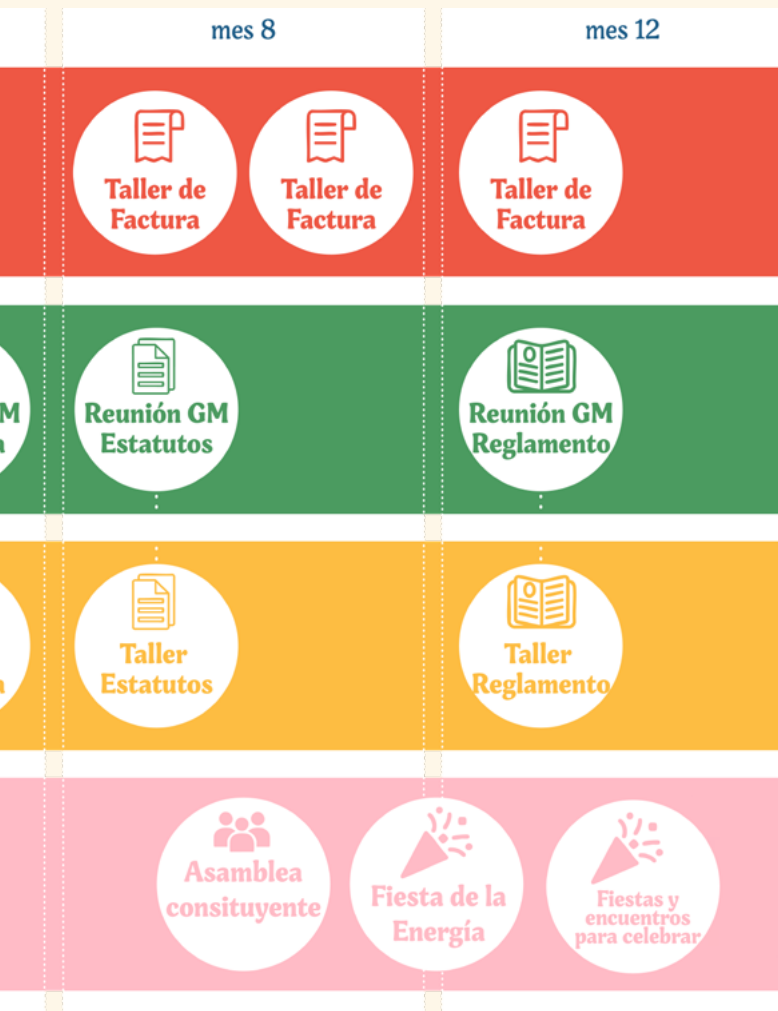 mes 8
mes 12
Taller de
Factura
Taller de
Factura
Taller de
Factura
M
a
Reunión GM
Estatutos
Reunión GM
Reglamento
a
Taller
Estatutos
Taller
Reglamento
Asamblea
consituyente
Fiesta de la
Energía
Fiestas y
encuentros
para celebrar